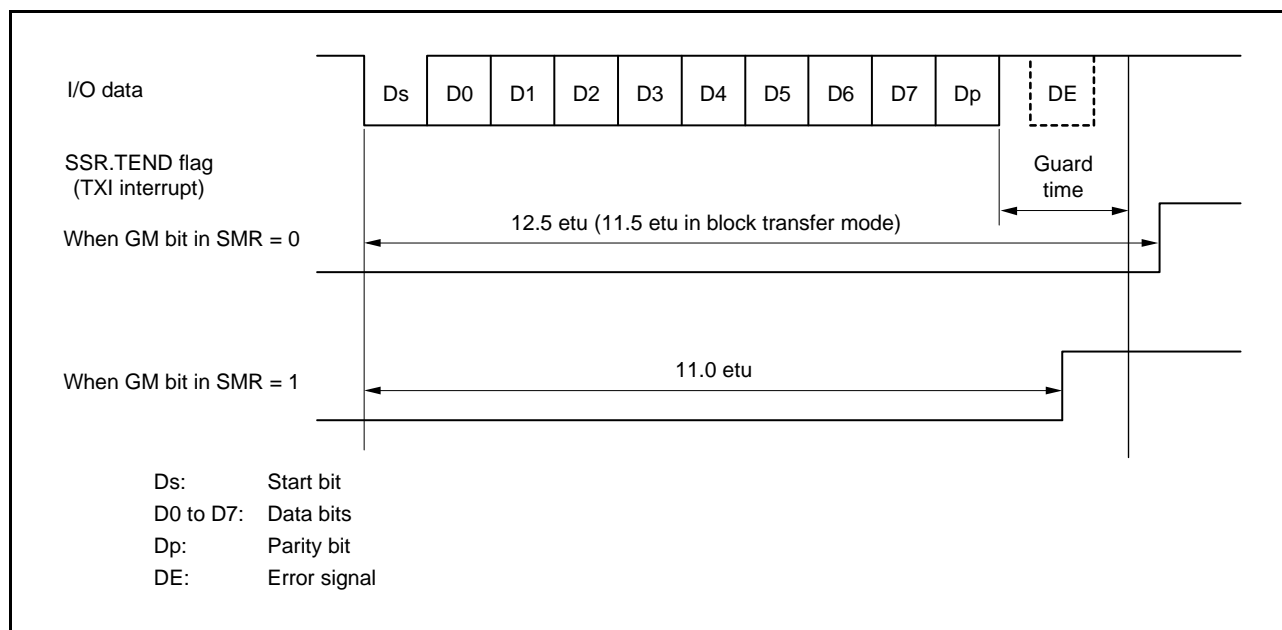 I/O data
Ds D0 D1 D2 D3 D4 D5 D6 D7 Dp DE
SSR.TEND flag
(TXI interrupt)
Guard
time
When GM bit in SMR = 0
12.5 etu (11.5 etu in block transfer mode)
When GM bit in SMR = 1
11.0 etu
Ds: Start bit
D0 to D7: Data bits
Dp: Parity bit
DE: Error signal